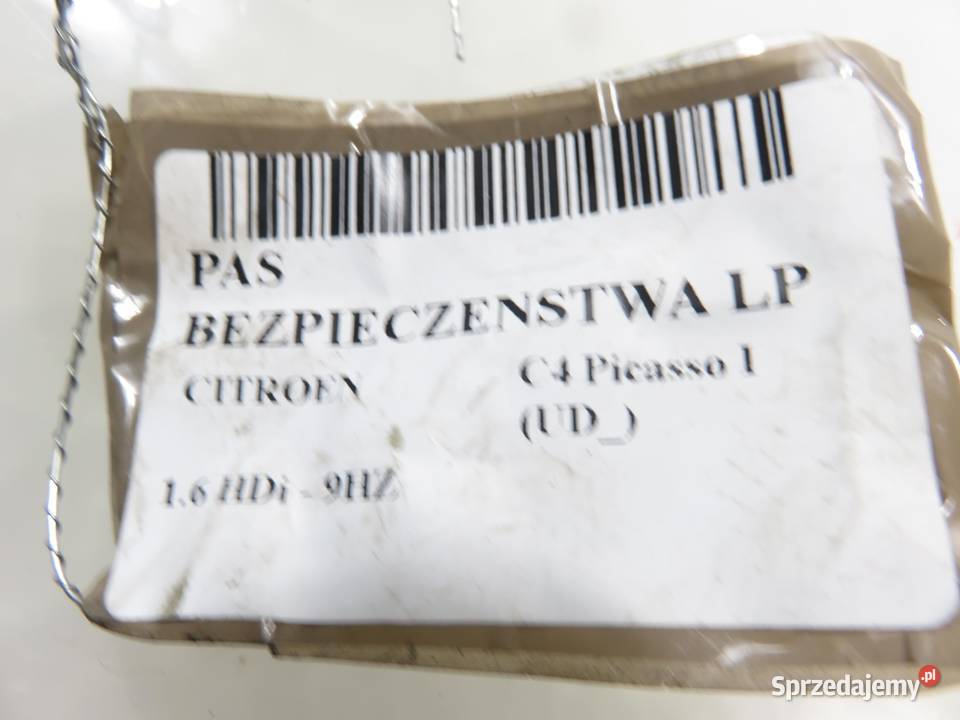 PAS
BEZPIECZENSTWA LP
CITROEN C4 Picasso I
(UD_)
1.6 HDi - 9HZ
Sprzedajemy.pl